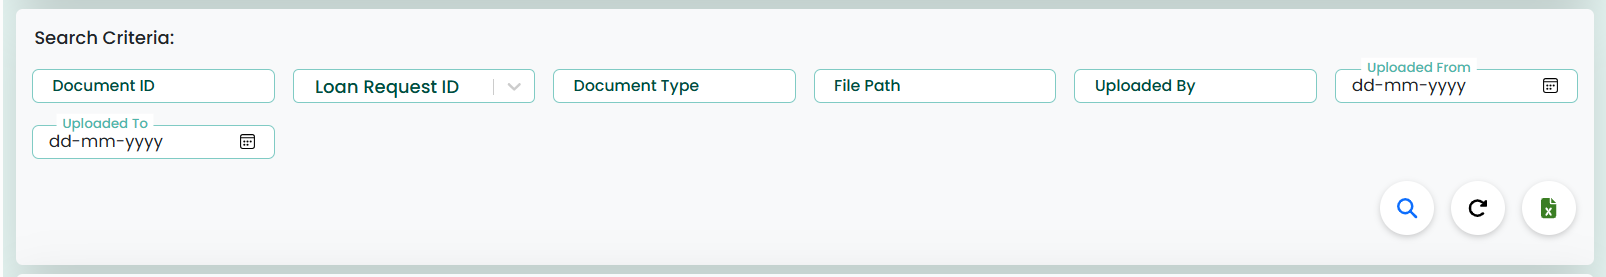 Search Criteria:
Document ID
Loan Request ID
Document Type
File Path
Uploaded By
Uploaded From
dd-mm-yyyy
Uploaded To
dd-mm-yyyy